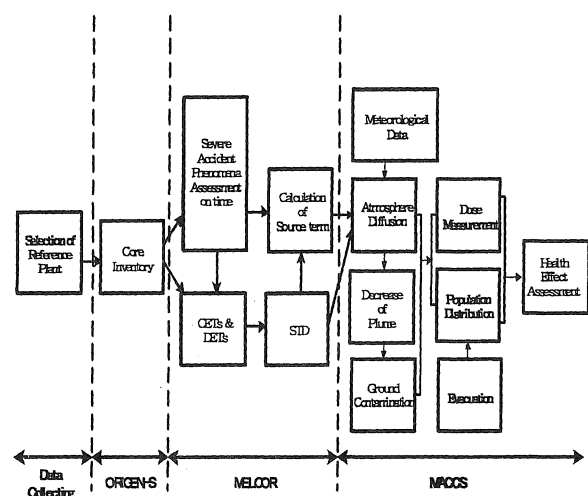 Meteorological
Data
Severe
Accident
Phenomena
Assessment
on time
Calculation
of
Source term
Atmosphere
Diffusion
Dose
Measurement
Selection of
Reference
Plant
Core
Inventory
Health
Effect
Assessment
Decrease
of
Plume
Population
Distribution
CETs &
DETs
STD
Ground
Contamination
Evacuation
Data
Collecting
ORIGEN-S
MELCOR
MACCS